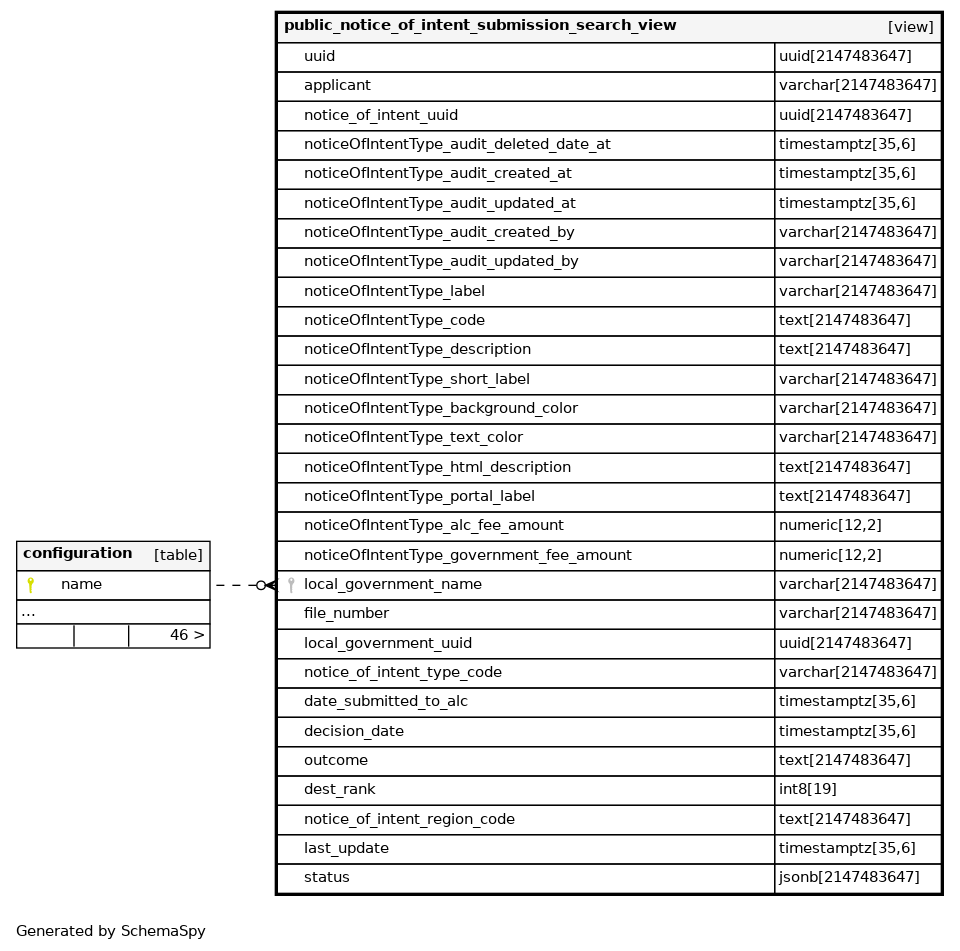 public_notice_of_intent_submission_search_view [view]
uuid uuid[2147483647]
applicant varchar[2147483647]
notice_of_intent_uuid uuid[2147483647]
noticeOfIntentType_audit_deleted_date_at timestamptz[35,6]
noticeOfIntentType_audit_created_at timestamptz[35,6]
noticeOfIntentType_audit_updated_at timestamptz[35,6]
noticeOfIntentType_audit_created_by varchar[2147483647]
noticeOfIntentType_audit_updated_by varchar[2147483647]
noticeOfIntentType_label varchar[2147483647]
noticeOfIntentType_code text[2147483647]
noticeOfIntentType_description text[2147483647]
noticeOfIntentType_short_label varchar[2147483647]
noticeOfIntentType_background_color varchar[2147483647]
noticeOfIntentType_text_color varchar[2147483647]
noticeOfIntentType_html_description text[2147483647]
noticeOfIntentType_portal_label text[2147483647]
noticeOfIntentType_alc_fee_amount numeric[12,2]
noticeOfIntentType_government_fee_amount numeric[12,2]
local_government_name varchar[2147483647]
file_number varchar[2147483647]
local_government_uuid uuid[2147483647]
notice_of_intent_type_code varchar[2147483647]
date_submitted_to_alc timestamptz[35,6]
decision_date timestamptz[35,6]
outcome text[2147483647]
dest_rank int8[19]
notice_of_intent_region_code text[2147483647]
last_update timestamptz[35,6]
status jsonb[2147483647]
configuration [table]
name
...
46 >
Generated by SchemaSpy